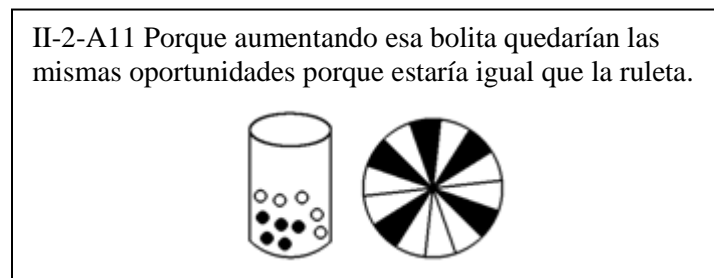 II-2-A11 Porque aumentando esa bolita quedarían las
mismas oportunidades porque estaría igual que la ruleta.